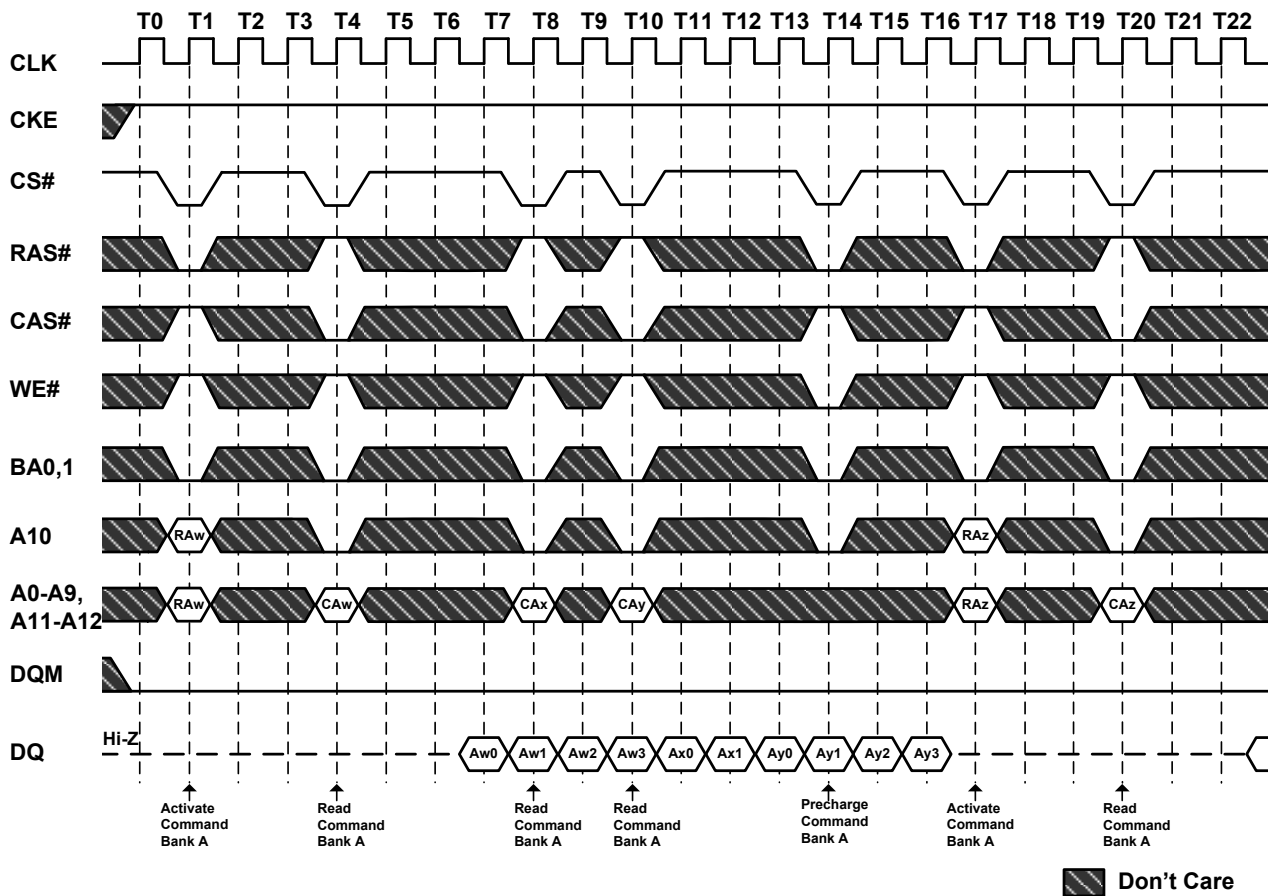 T0 T1 T2 T3 T4 T5 T6 T7 T8 T9 T10 T11 T12 T13 T14 T15 T16 T17 T18 T19 T20 T21 T22
CLK
CKE
CS#
RAS#
CAS#
WE#
BA0,1
A10 RAw RAz
A0-A9,
A11-A12 RAw CAw CAx CAy RAz CAz
DQM
DQ Hi-Z Aw0 Aw1 Aw2 Aw3 Ax0 Ax1 Ay0 Ay1 Ay2 Ay3
Activate
Command
Bank A
Read
Command
Bank A
Read
Command
Bank A
Read
Command
Bank A
Precharge
Command
Bank A
Activate
Command
Bank A
Read
Command
Bank A
Don't Care